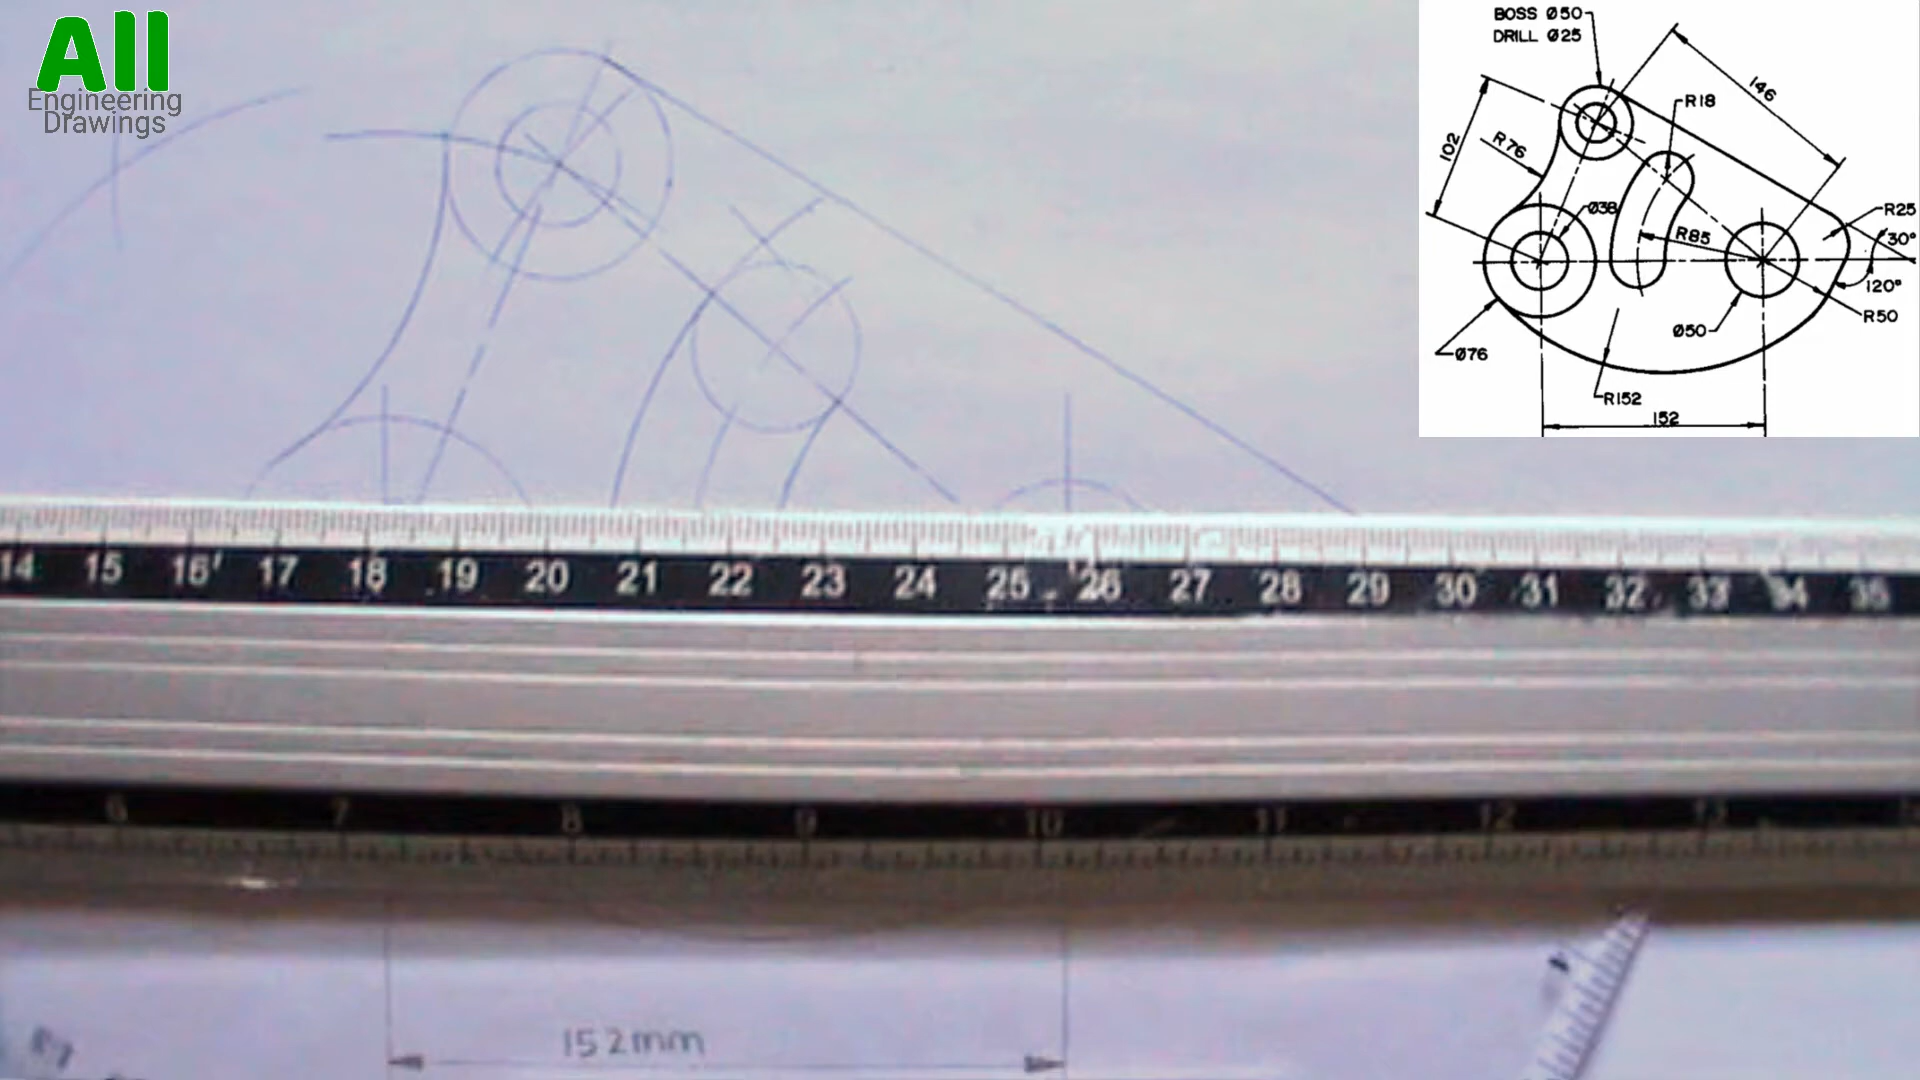 All
Engineering
Drawings
BOSS Ø50
DRILL Ø25
146
R18
102
R76
Ø38
R85
R25
30°
120°
R50
Ø50
Ø76
R152
152
14 15 16 17 18 19 20 21 22 23 24 25 26 27 28 29 30 31 32 33 34 35
6 7 8 9 10 11 12 13
152mm